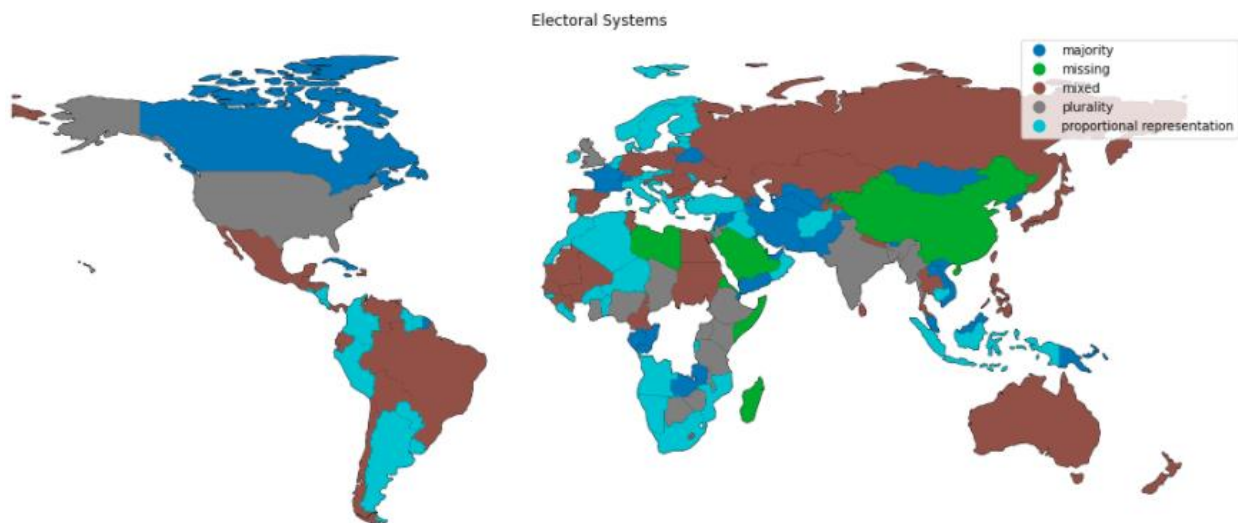 Electoral Systems
majority
missing
mixed
plurality
proportional representation